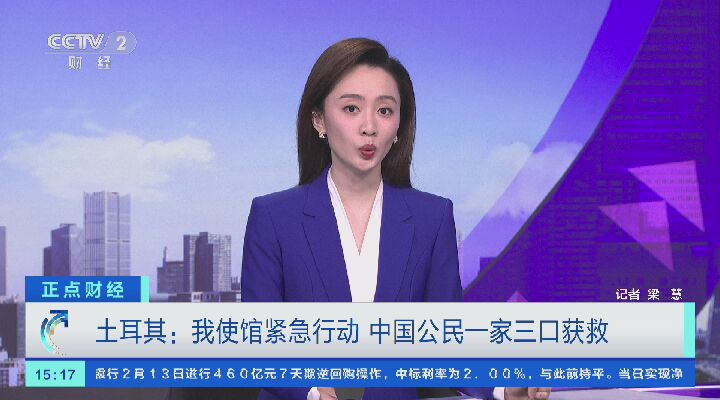 CCTV 2
财 经
记者 梁 慧
正点财经
土耳其：我使馆紧急行动 中国公民一家三口获救
15:17
行2月13日进行460亿元7天期逆回购操作，中标利率为2.00%，与此前持平。当日实现净